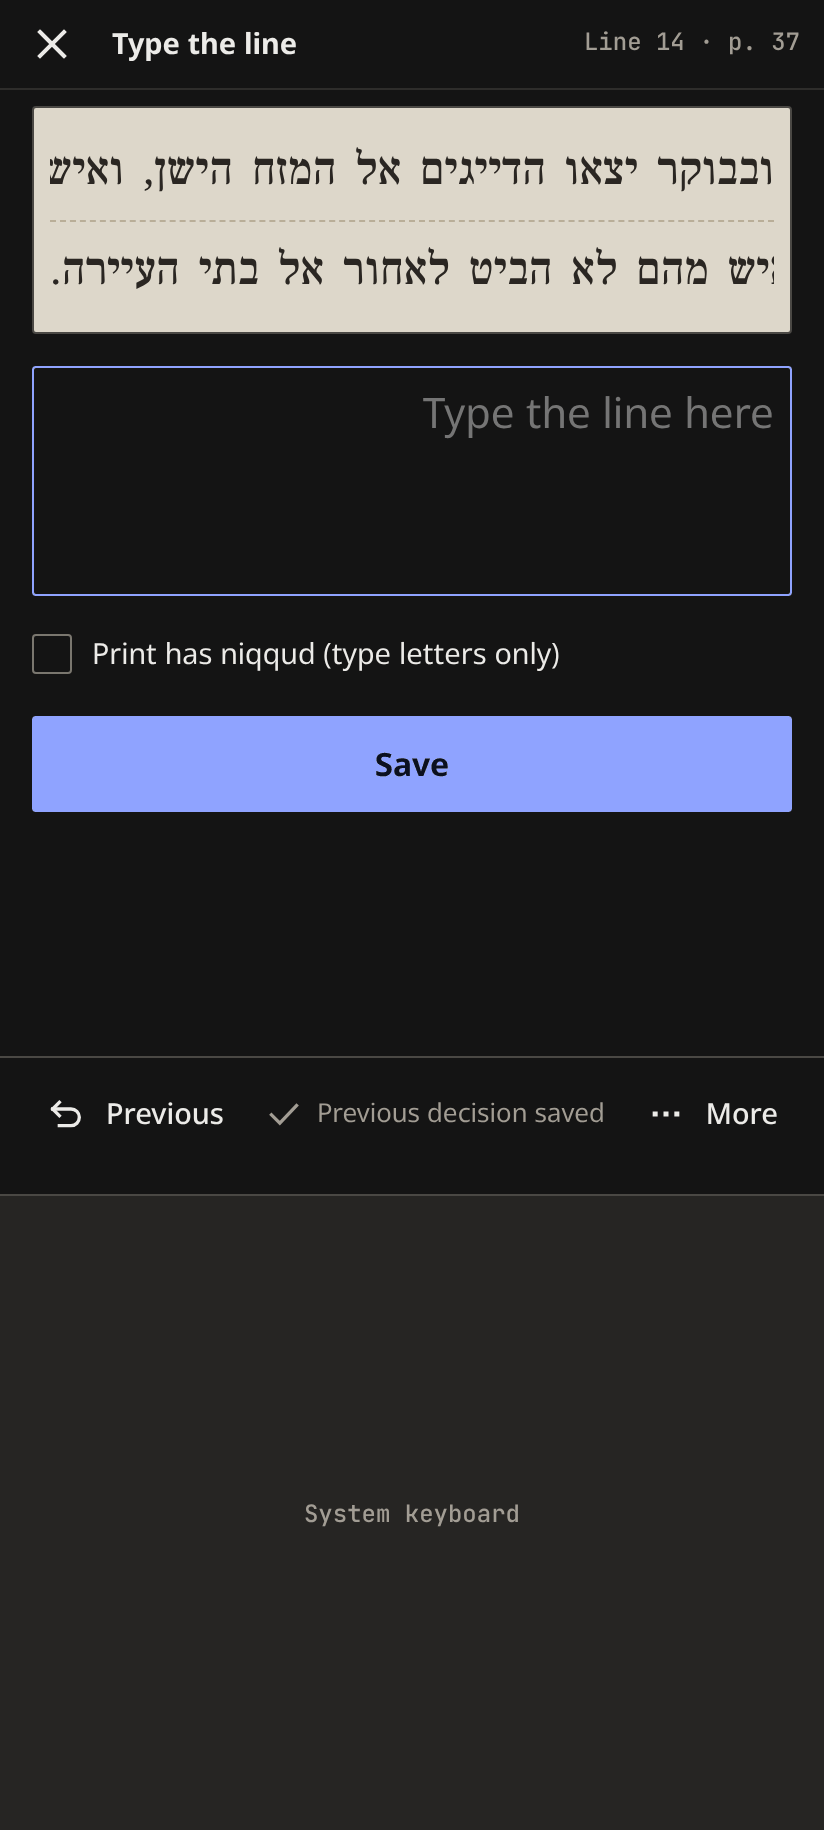 Type the line
Line 14 · p. 37
ובבוקר יצאו הדייגים אל המזח הישן, ואיש
איש מהם לא הביט לאחור אל בתי העיירה.
Type the line here
Print has niqqud (type letters only)
Save
Previous
Previous decision saved
More
System keyboard